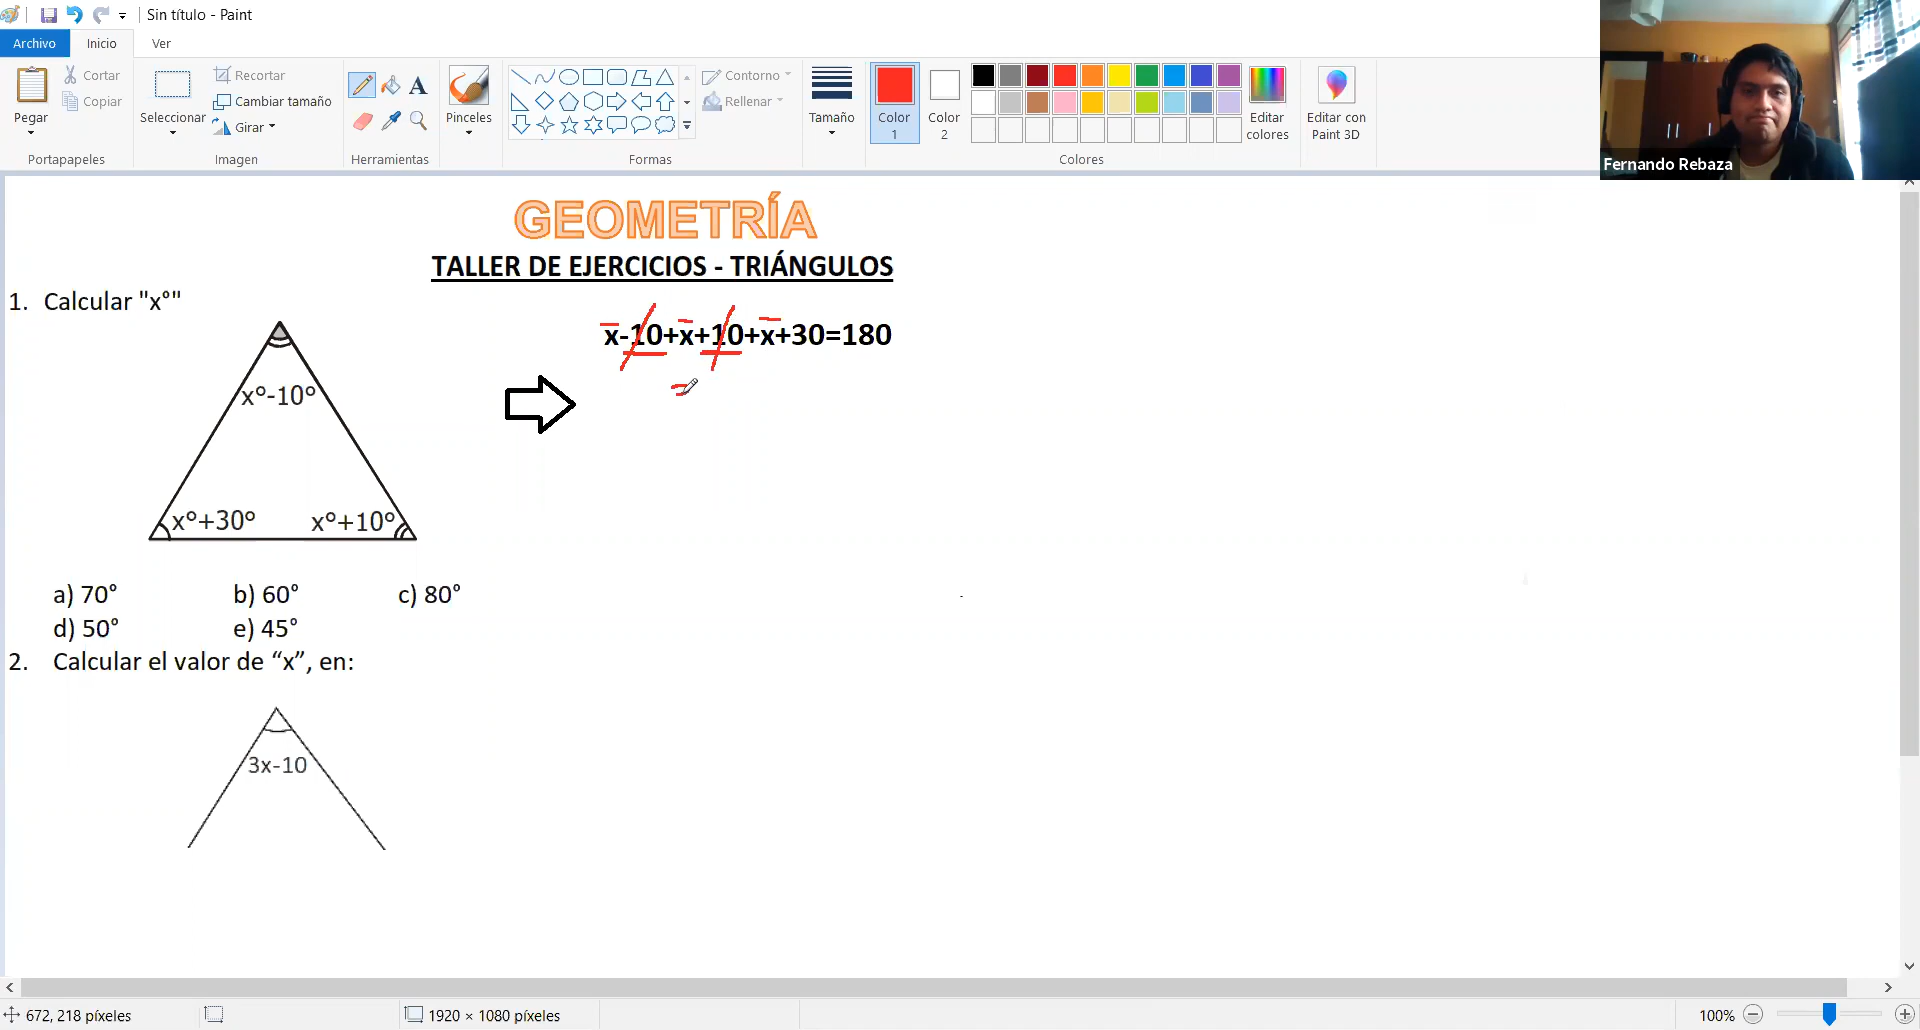 Sin título - Paint
Archivo Inicio Ver
Pegar
Cortar
Copiar
Portapapeles
Seleccionar
Recortar
Cambiar tamaño
Girar
Imagen
A
Herramientas
Pinceles
Contorno
Rellenar
Formas
Tamaño
Color
1
Color
2
Editar
colores
Editar con
Paint 3D
Colores
Fernando Rebaza
GEOMETRÍA
TALLER DE EJERCICIOS - TRIÁNGULOS
1. Calcular "x°"
x-10+x+10+x+30=180
x°-10°
x°+30° x°+10°
a) 70° b) 60° c) 80°
d) 50° e) 45°
2. Calcular el valor de “x”, en:
3x-10
672, 218 píxeles
1920 × 1080 píxeles
100%